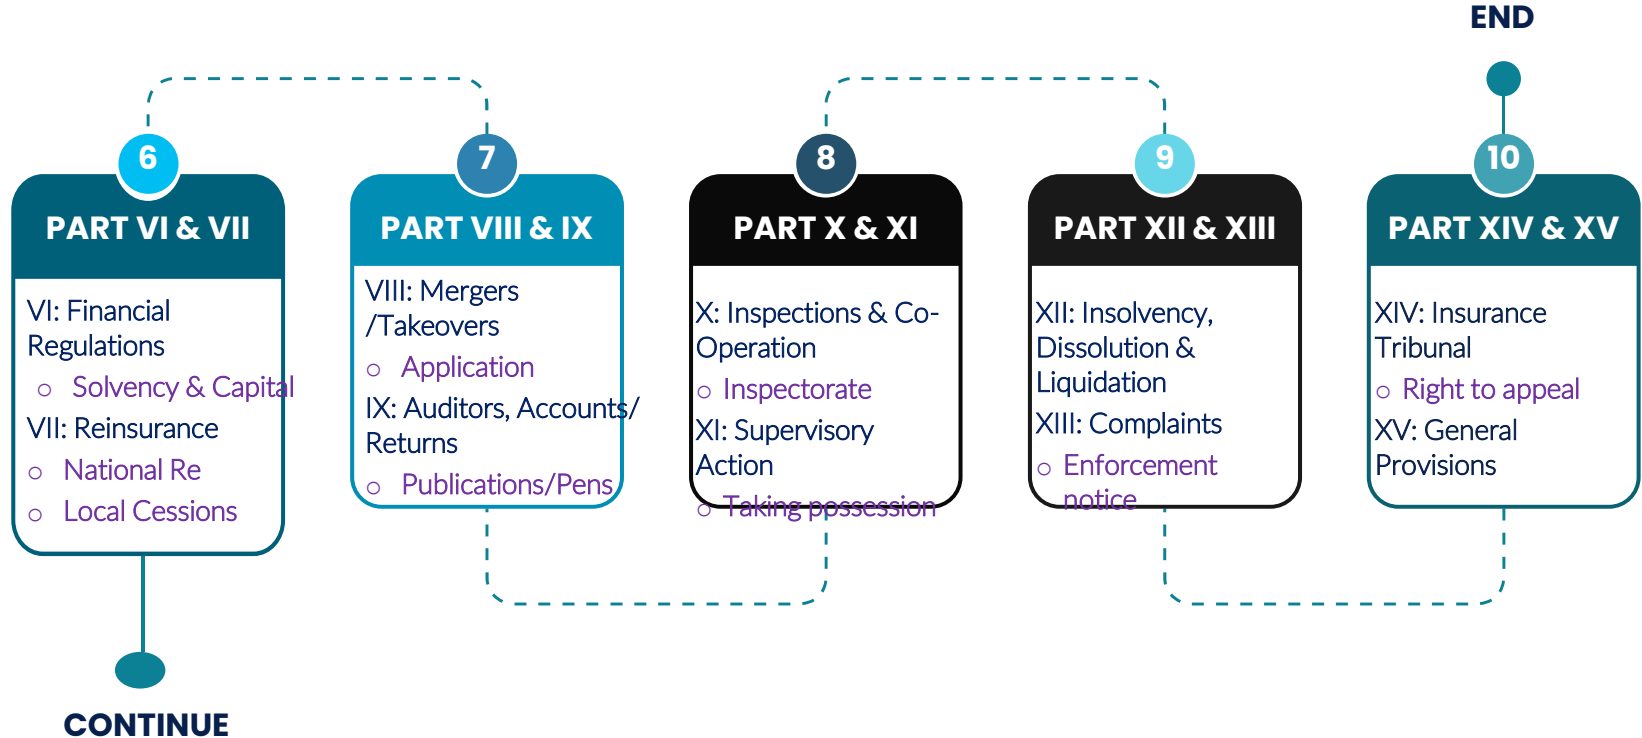 END
6
PART VI & VII
VI: Financial
Regulations
○ Solvency & Capital
VII: Reinsurance
○ National Re
○ Local Cessions
CONTINUE
7
PART VIII & IX
VIII: Mergers
/Takeovers
○ Application
IX: Auditors, Accounts/
Returns
○ Publications/Pens
8
PART X & XI
X: Inspections & Co-
Operation
○ Inspectorate
XI: Supervisory
Action
○ Taking possession
9
PART XII & XIII
XII: Insolvency,
Dissolution &
Liquidation
XIII: Complaints
○ Enforcement
notice
10
PART XIV & XV
XIV: Insurance
Tribunal
○ Right to appeal
XV: General
Provisions